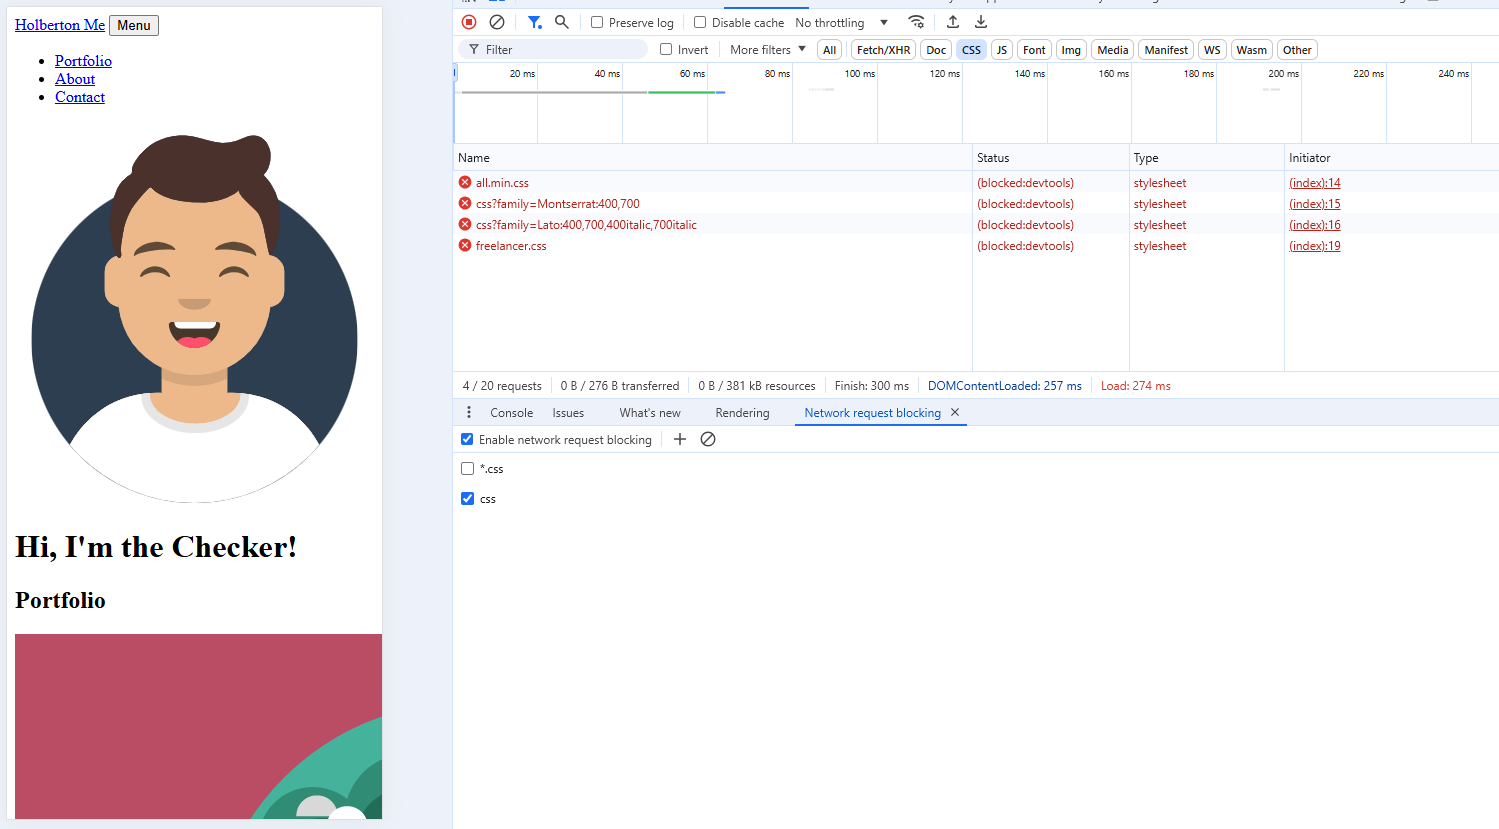 Holberton Me Menu
Portfolio
About
Contact
Hi, I'm the Checker!
Portfolio
Preserve log Disable cache No throttling
Filter Invert More filters All Fetch/XHR Doc CSS JS Font Img Media Manifest WS Wasm Other
20 ms 40 ms 60 ms 80 ms 100 ms 120 ms 140 ms 160 ms 180 ms 200 ms 220 ms 240 ms
Name Status Type Initiator
all.min.css (blocked:devtools) stylesheet (index):14
css?family=Montserrat:400,700 (blocked:devtools) stylesheet (index):15
css?family=Lato:400,700,400italic,700italic (blocked:devtools) stylesheet (index):16
freelancer.css (blocked:devtools) stylesheet (index):19
4 / 20 requests 0 B / 276 B transferred 0 B / 381 kB resources Finish: 300 ms DOMContentLoaded: 257 ms Load: 274 ms
Console Issues What's new Rendering Network request blocking
Enable network request blocking
*.css
css